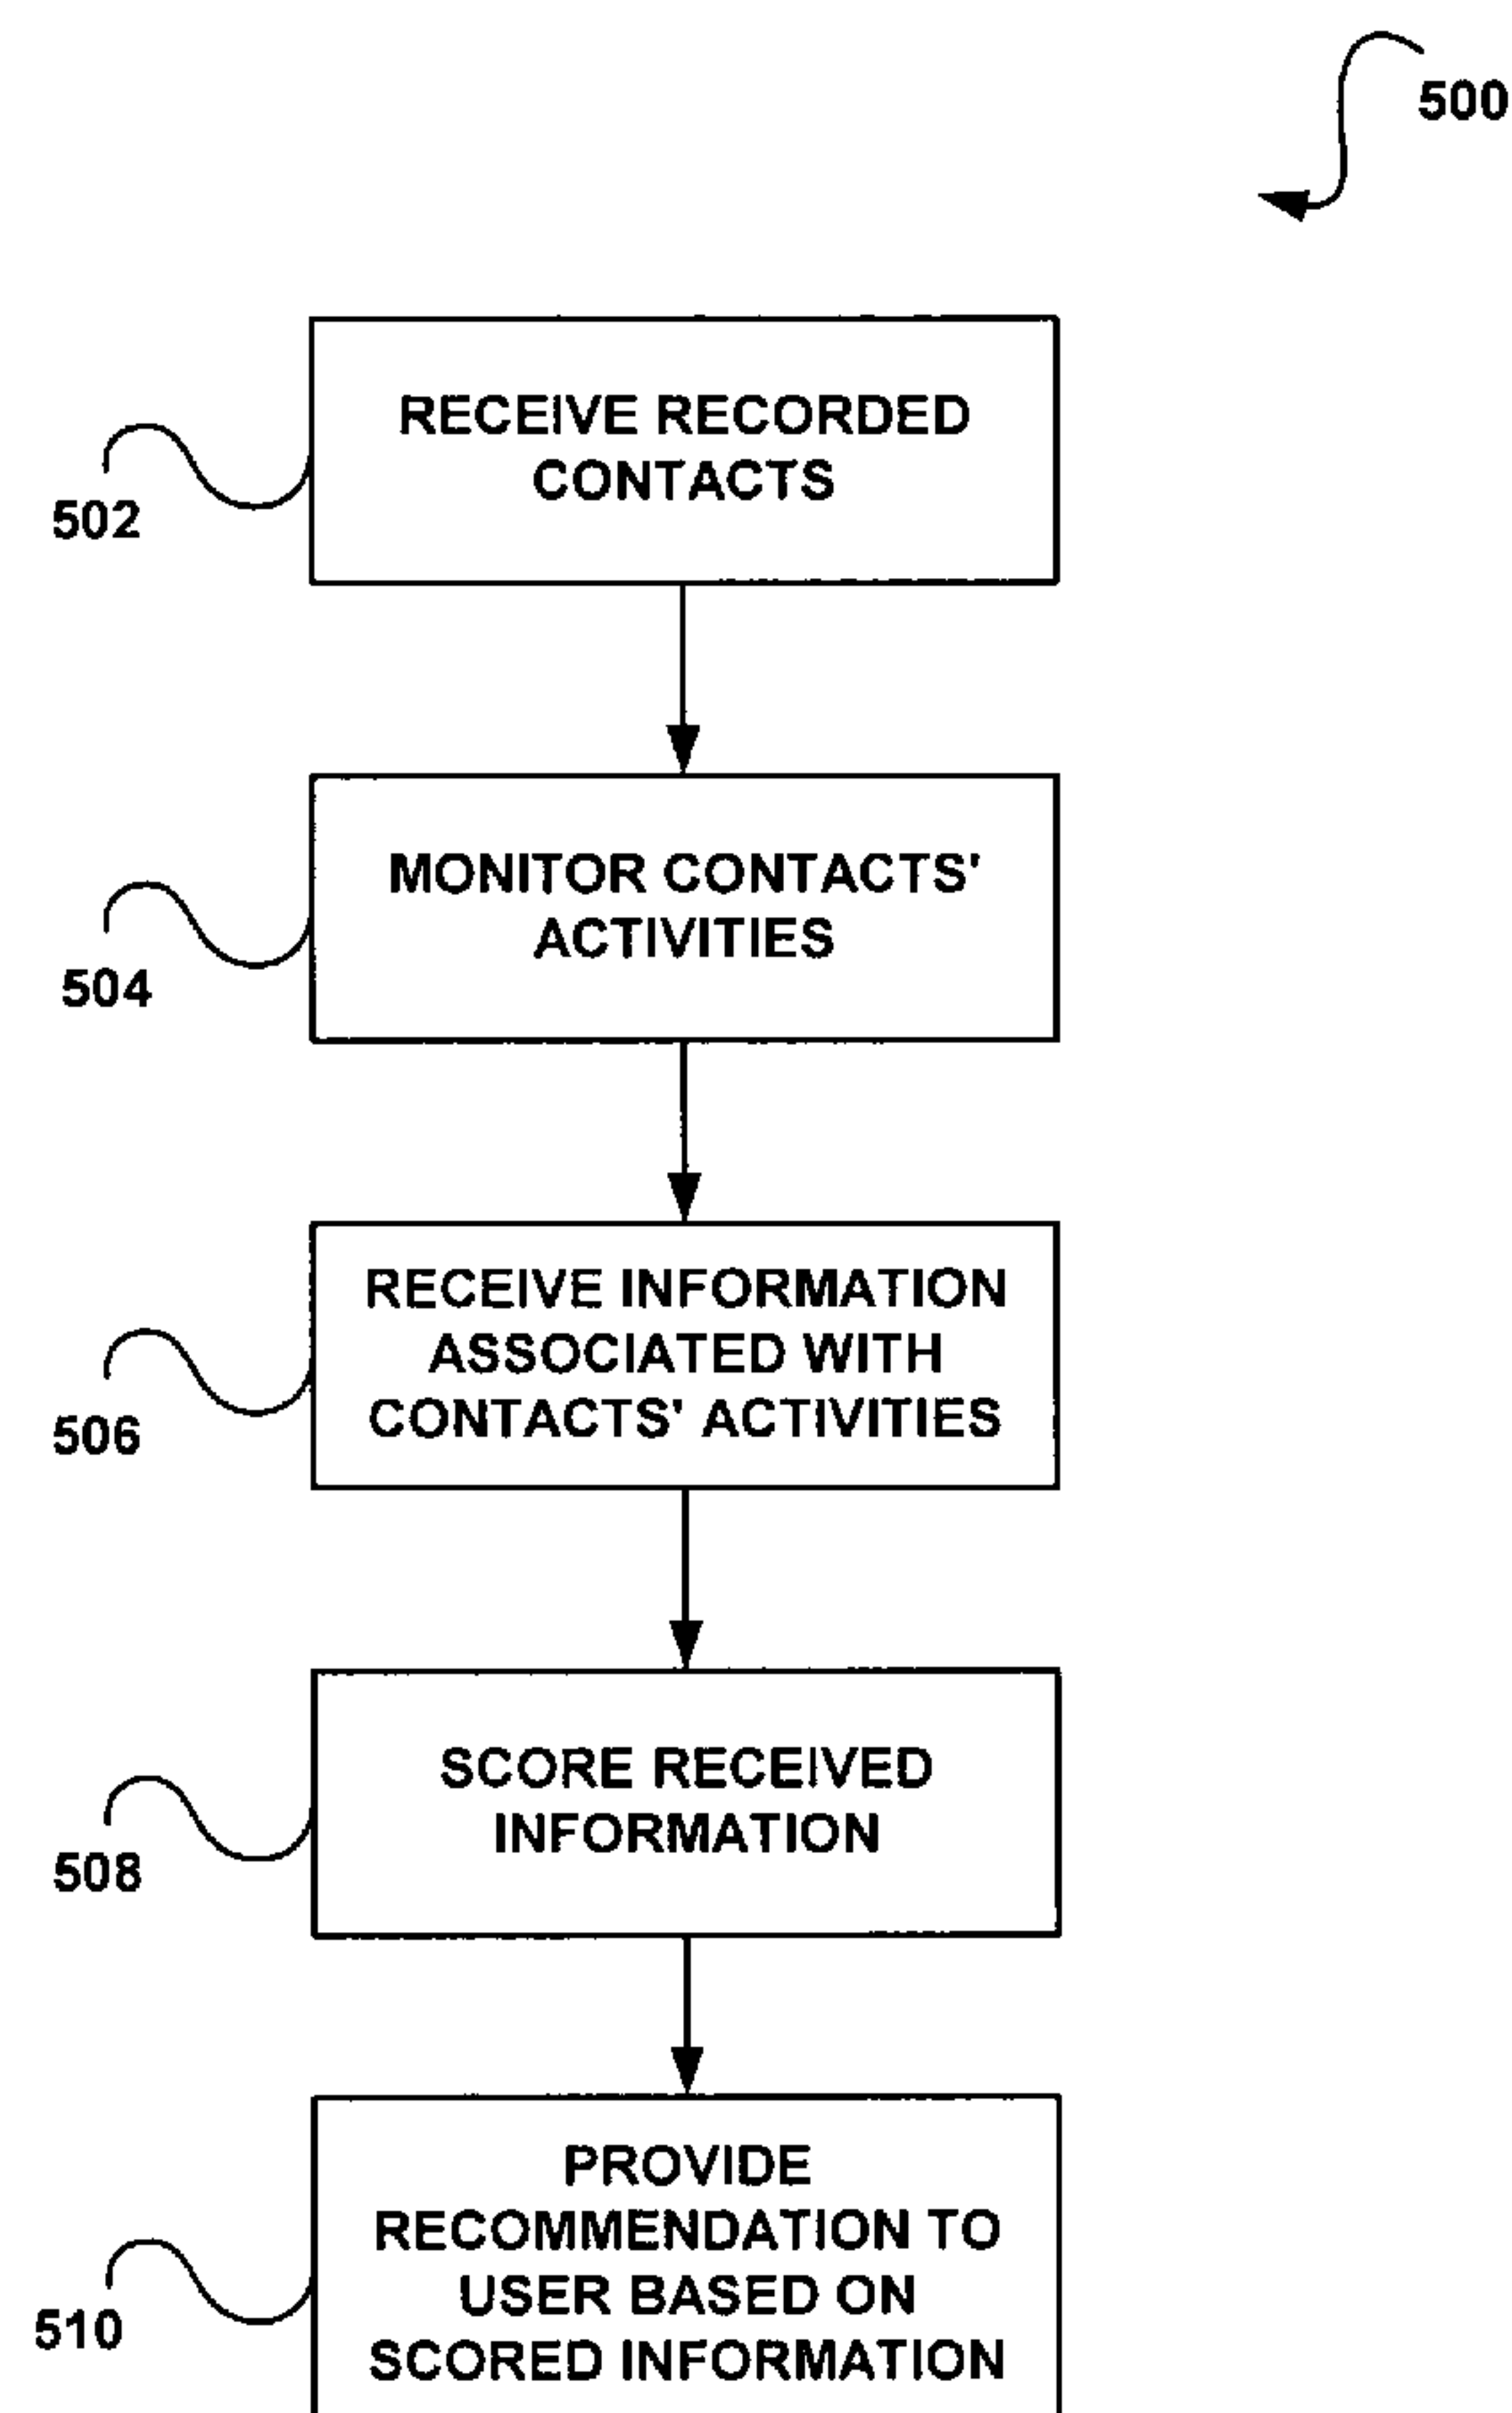 500
RECEIVE RECORDED
CONTACTS
502
MONITOR CONTACTS'
ACTIVITIES
504
RECEIVE INFORMATION
ASSOCIATED WITH
CONTACTS' ACTIVITIES
506
SCORE RECEIVED
INFORMATION
508
PROVIDE
RECOMMENDATION TO
USER BASED ON
SCORED INFORMATION
510